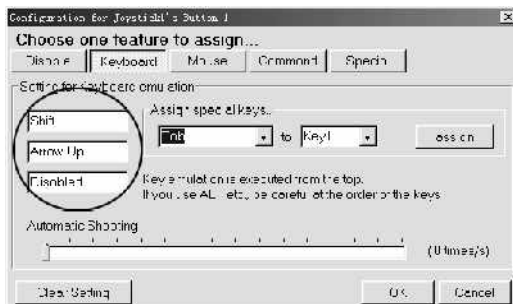 Configuration for Joystick1's Button 1
Choose one feature to assign...
Disable Keyboard Mouse Command Special
Setting for Keyboard emulation
Shift
Arrow Up
Disabled
Assign special keys..
to Key1 assign
Key emulation is executed from the top.
If you use ALT etc., be careful at the order of the keys
Automatic Shooting
(0 times/s)
Clear Setting OK Cancel